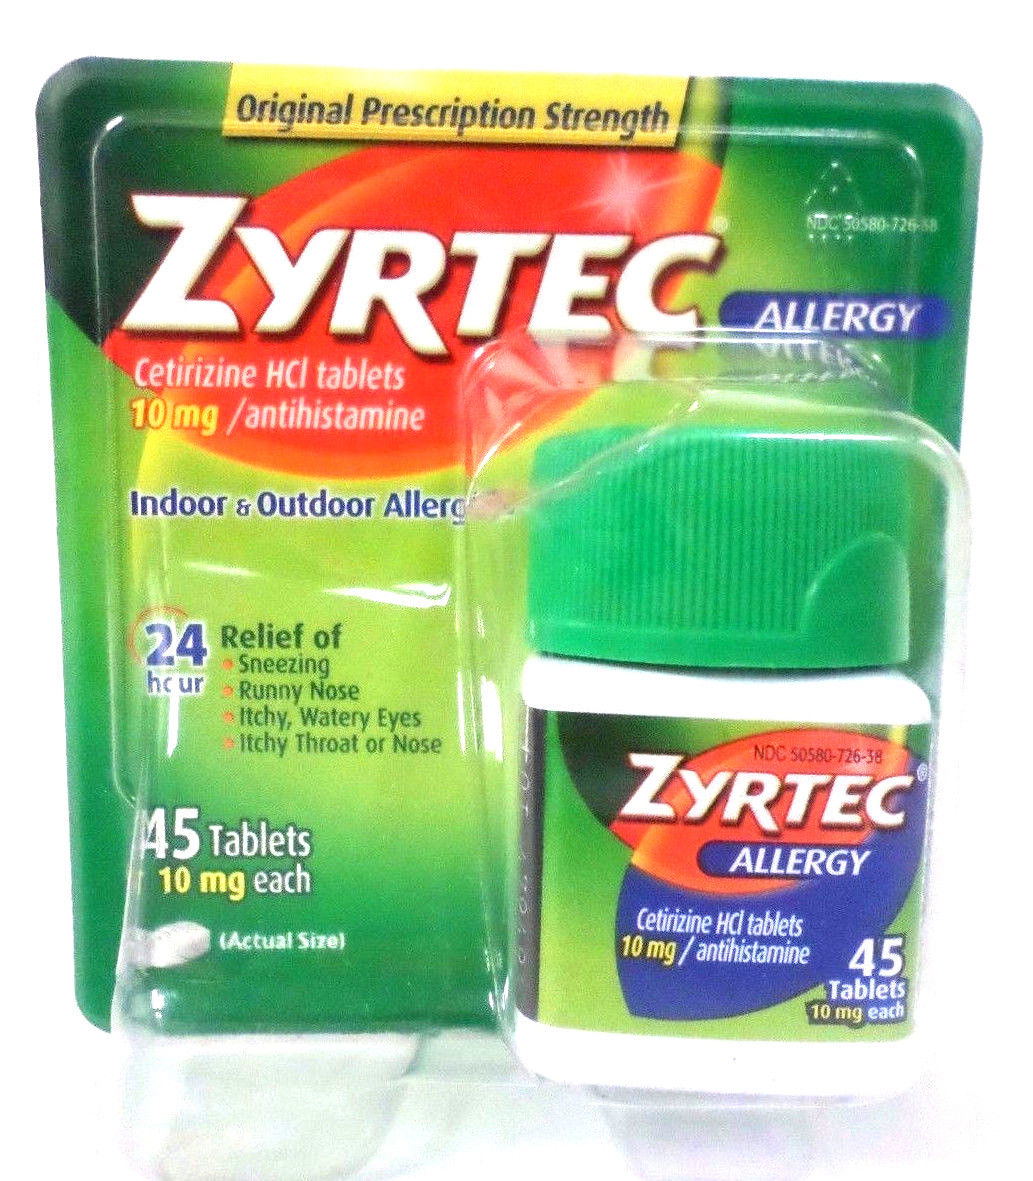 Original Prescription Strength
NDC 50580-726-38
ZYRTEC®
ALLERGY
Cetirizine HCl tablets
10 mg /antihistamine
Indoor & Outdoor Allerg
24 hour
Relief of
• Sneezing
• Runny Nose
• Itchy, Watery Eyes
• Itchy Throat or Nose
45 Tablets
10 mg each
(Actual Size)
NDC 50580-726-38
ZYRTEC®
ALLERGY
Cetirizine HCl tablets
10 mg / antihistamine
45
Tablets
10 mg each